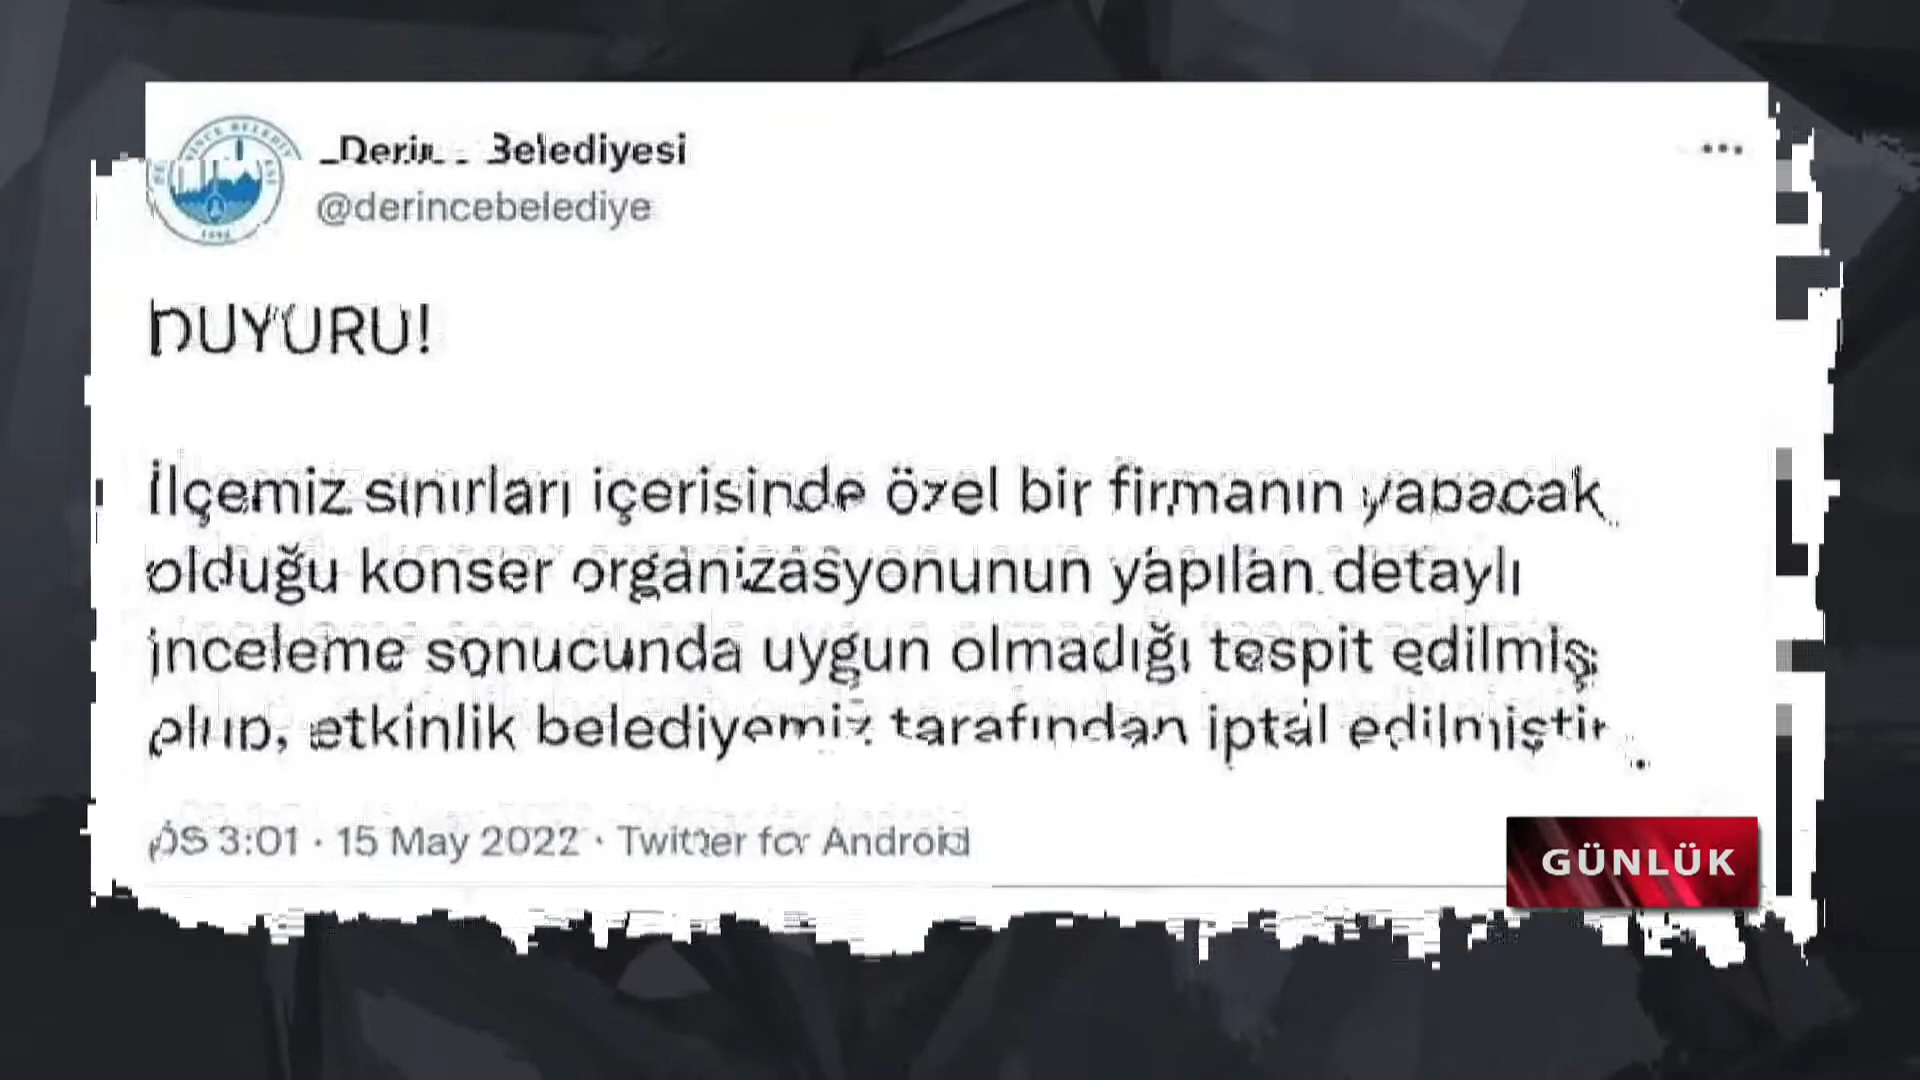 Derince Belediyesi
@derincebelediye
DUYURU!
İlçemiz sınırları içerisinde özel bir firmanın yapacak
olduğu konser organizasyonunun yapılan detaylı
inceleme sonucunda uygun olmadığı tespit edilmiş
olup, etkinlik belediyemiz tarafından iptal edilmiştir.
ÖS 3:01 · 15 May 2022 · Twitter for Android
GÜNLÜK